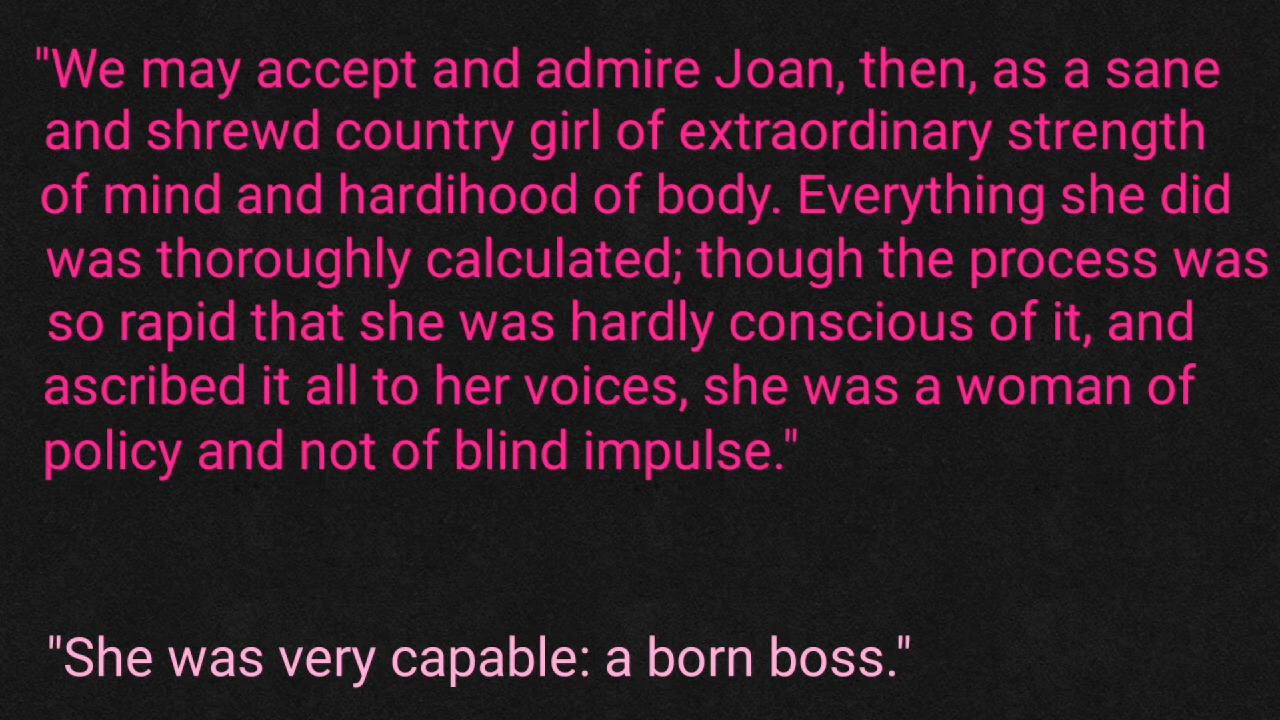 "We may accept and admire Joan, then, as a sane
and shrewd country girl of extraordinary strength
of mind and hardihood of body. Everything she did
was thoroughly calculated; though the process was
so rapid that she was hardly conscious of it, and
ascribed it all to her voices, she was a woman of
policy and not of blind impulse."
"She was very capable: a born boss."